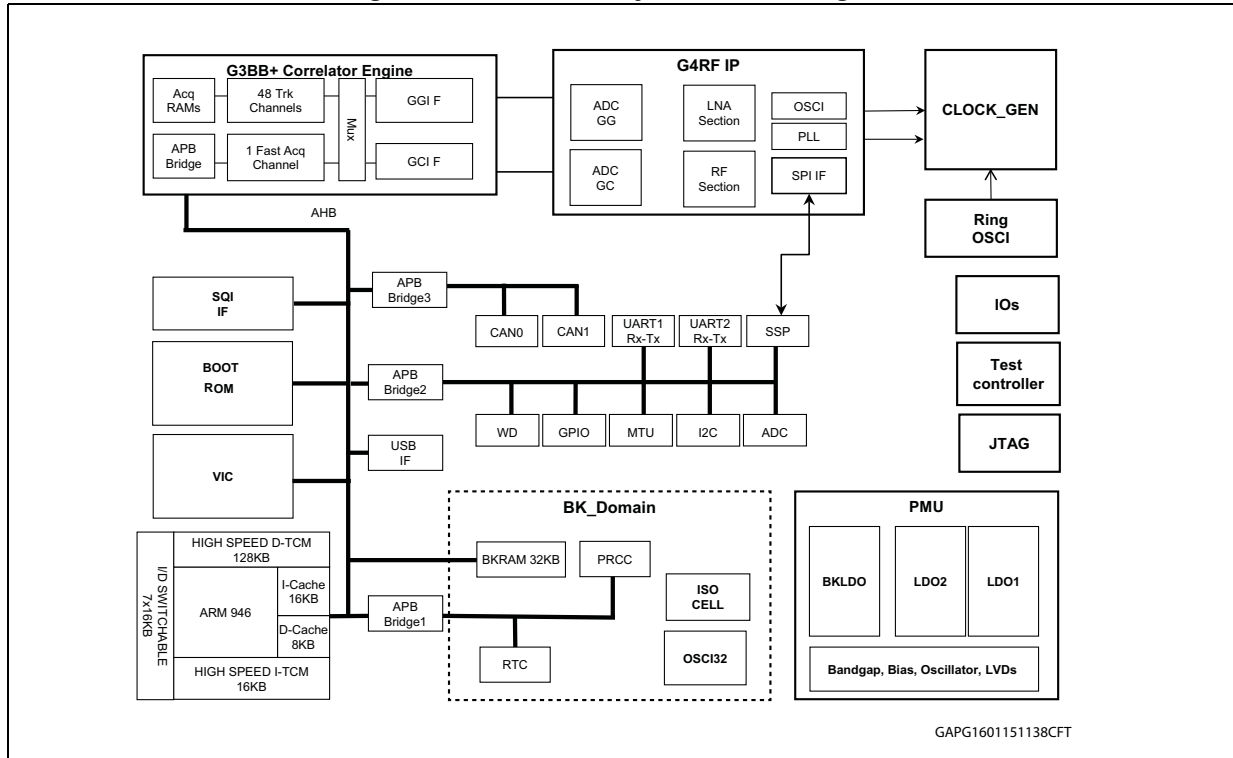 G3BB+ Correlator Engine
Acq
RAMs
48 Trk
Channels
Mux
GGI F
APB
Bridge
1 Fast Acq
Channel
GCI F
G4RF IP
ADC
GG
LNA
Section
OSCI
PLL
ADC
GC
RF
Section
SPI IF
CLOCK_GEN
Ring
OSCI
AHB
SQI
IF
APB
Bridge3
CAN0
CAN1
UART1
Rx-Tx
UART2
Rx-Tx
SSP
IOs
BOOT
ROM
APB
Bridge2
Test
controller
WD
GPIO
MTU
I2C
ADC
JTAG
VIC
USB
IF
BK_Domain
BKRAM 32KB
PRCC
ISO
CELL
APB
Bridge1
RTC
OSCI32
PMU
BKLDO
LDO2
LDO1
Bandgap, Bias, Oscillator, LVDs
I/D SWITCHABLE
7x16KB
HIGH SPEED D-TCM
128KB
ARM 946
I-Cache
16KB
D-Cache
8KB
HIGH SPEED I-TCM
16KB
GAPG1601151138CFT